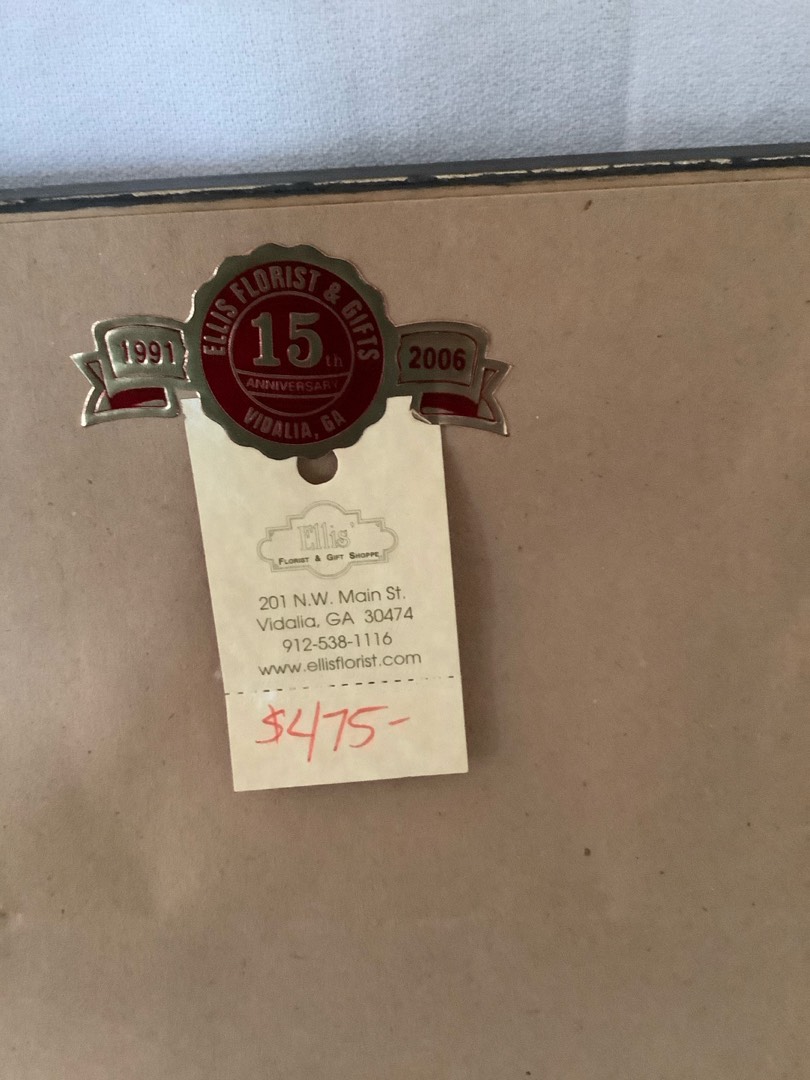 ELLIS FLORIST & GIFTS
1991
15th
2006
ANNIVERSARY
VIDALIA, GA
Ellis'
FLORIST & GIFT SHOPPE
201 N.W. Main St.
Vidalia, GA 30474
912-538-1116
www.ellisflorist.com
$475-